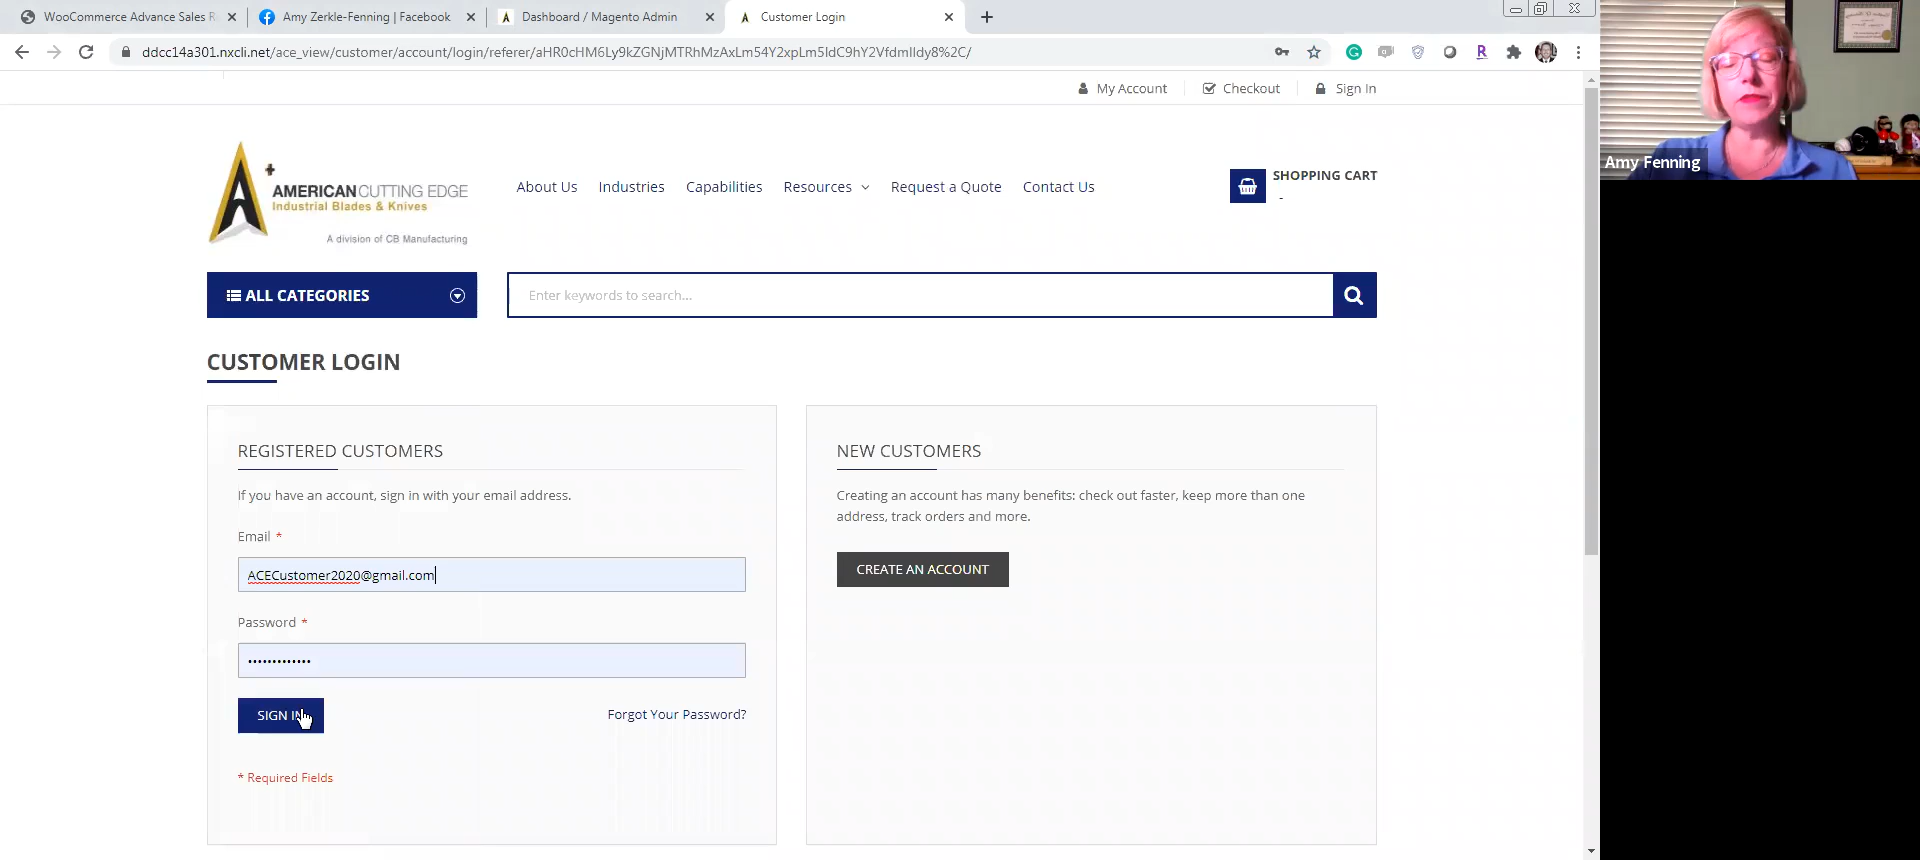 WooCommerce Advance Sales R
Amy Zerkle-Fenning | Facebook
Dashboard / Magento Admin
Customer Login
ddcc14a301.nxcli.net/ace_view/customer/account/login/referer/aHR0cHM6Ly9kZGNjMTRhMzAxLm54Y2xpLm5ldC9hY2Vfdmlldy8%2C/
My Account
Checkout
Sign In
AMERICAN CUTTING EDGE
Industrial Blades & Knives
A division of CB Manufacturing
About Us
Industries
Capabilities
Resources
Request a Quote
Contact Us
SHOPPING CART
-
ALL CATEGORIES
Enter keywords to search...
CUSTOMER LOGIN
REGISTERED CUSTOMERS
If you have an account, sign in with your email address.
Email *
ACECustomer2020@gmail.com
Password *
•••••••••••••
SIGN IN
Forgot Your Password?
* Required Fields
NEW CUSTOMERS
Creating an account has many benefits: check out faster, keep more than one
address, track orders and more.
CREATE AN ACCOUNT
Amy Fenning